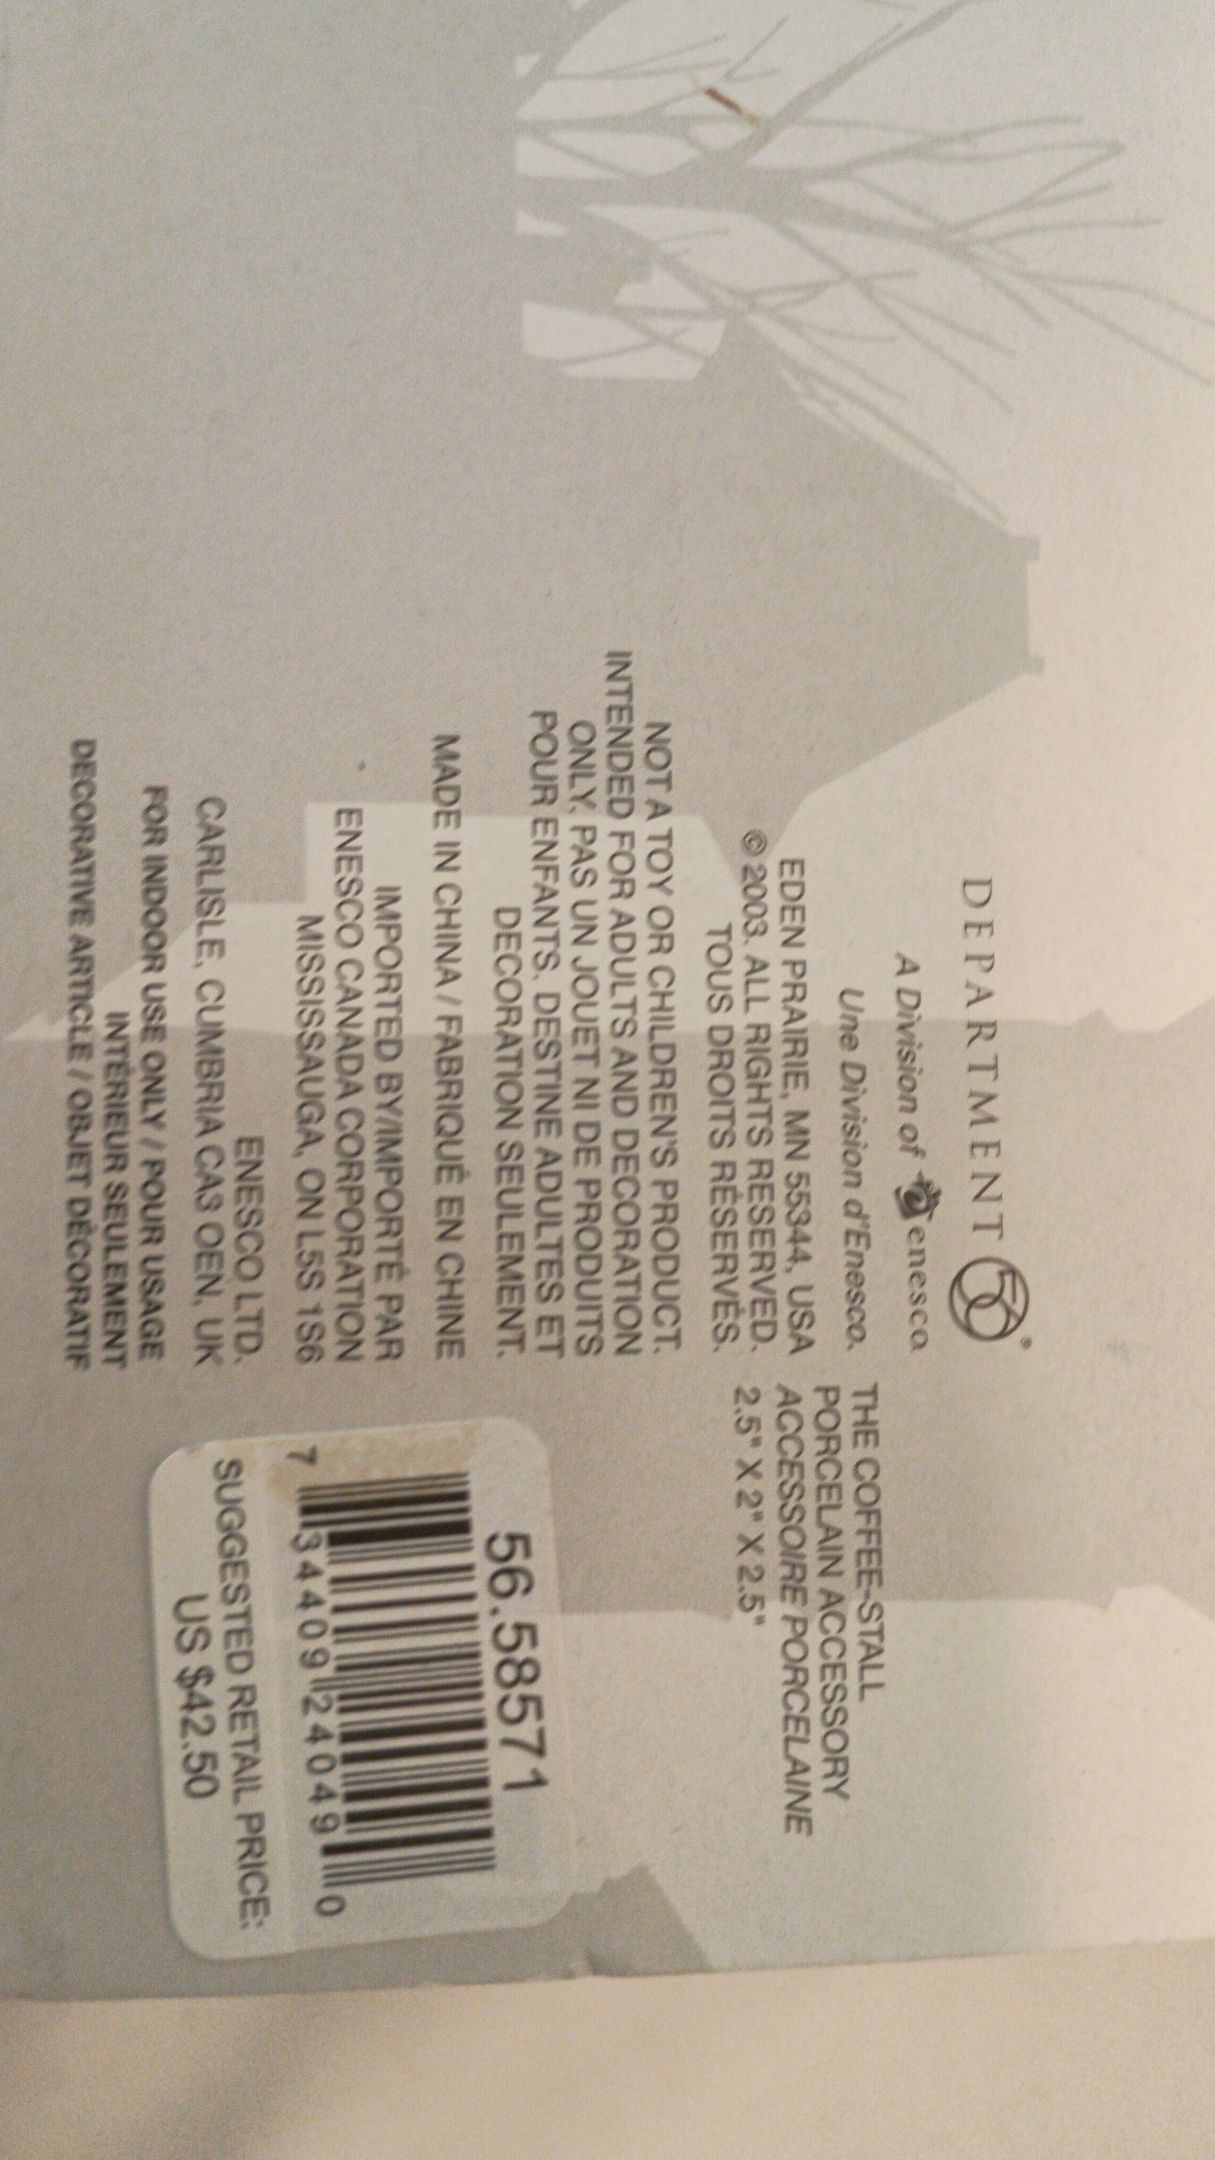 DEPARTMENT 56®
A Division of enesco
Une Division d'Enesco.
EDEN PRAIRIE, MN 55344, USA
© 2003. ALL RIGHTS RESERVED.
TOUS DROITS RÉSERVÉS.
NOT A TOY OR CHILDREN'S PRODUCT.
INTENDED FOR ADULTS AND DECORATION
ONLY. PAS UN JOUET NI DE PRODUITS
POUR ENFANTS. DESTINE ADULTES ET
DECORATION SEULEMENT.
MADE IN CHINA / FABRIQUÉ EN CHINE
IMPORTED BY/IMPORTÉ PAR
ENESCO CANADA CORPORATION
MISSISSAUGA, ON L5S 1S6
ENESCO LTD.
CARLISLE, CUMBRIA CA3 OEN, UK
FOR INDOOR USE ONLY / POUR USAGE
INTÉRIEUR SEULEMENT
DECORATIVE ARTICLE / OBJET DÉCORATIF
THE COFFEE-STALL
PORCELAIN ACCESSORY
ACCESSOIRE PORCELAINE
2.5" X 2" X 2.5"
56.58571
7 34409 24049 0
SUGGESTED RETAIL PRICE:
US $42.50